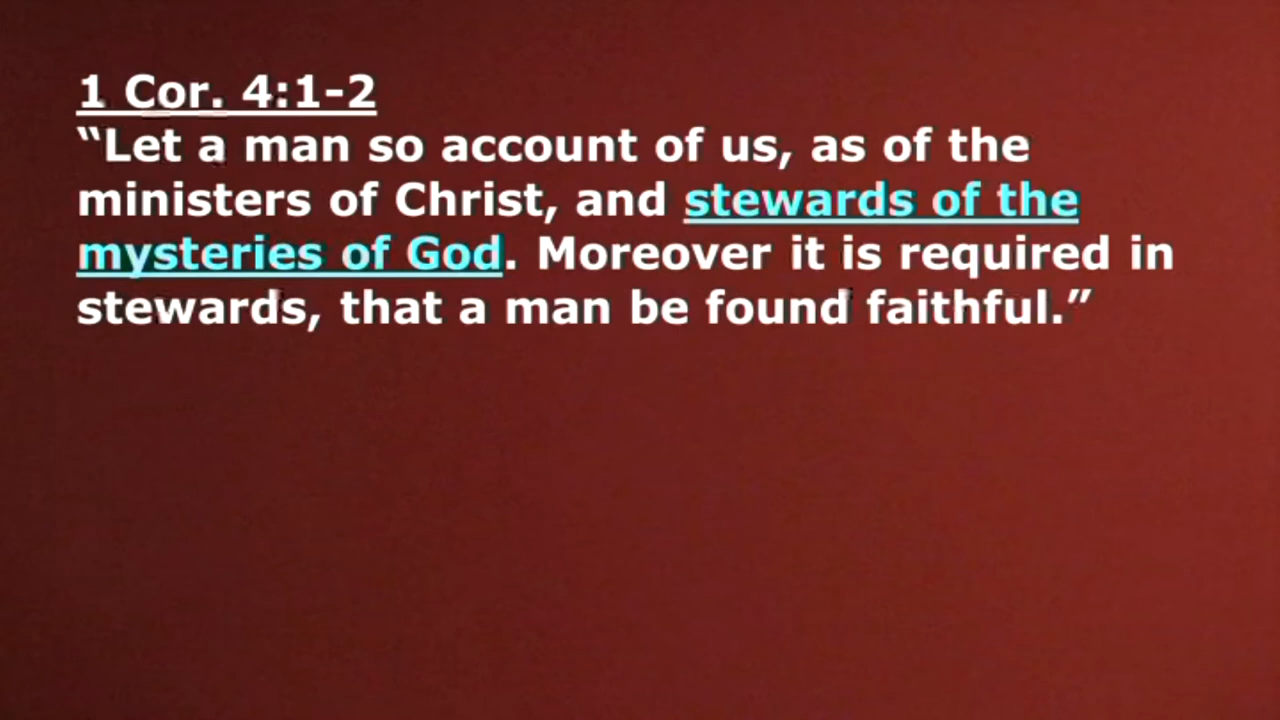 1 Cor. 4:1-2
“Let a man so account of us, as of the
ministers of Christ, and stewards of the
mysteries of God. Moreover it is required in
stewards, that a man be found faithful.”